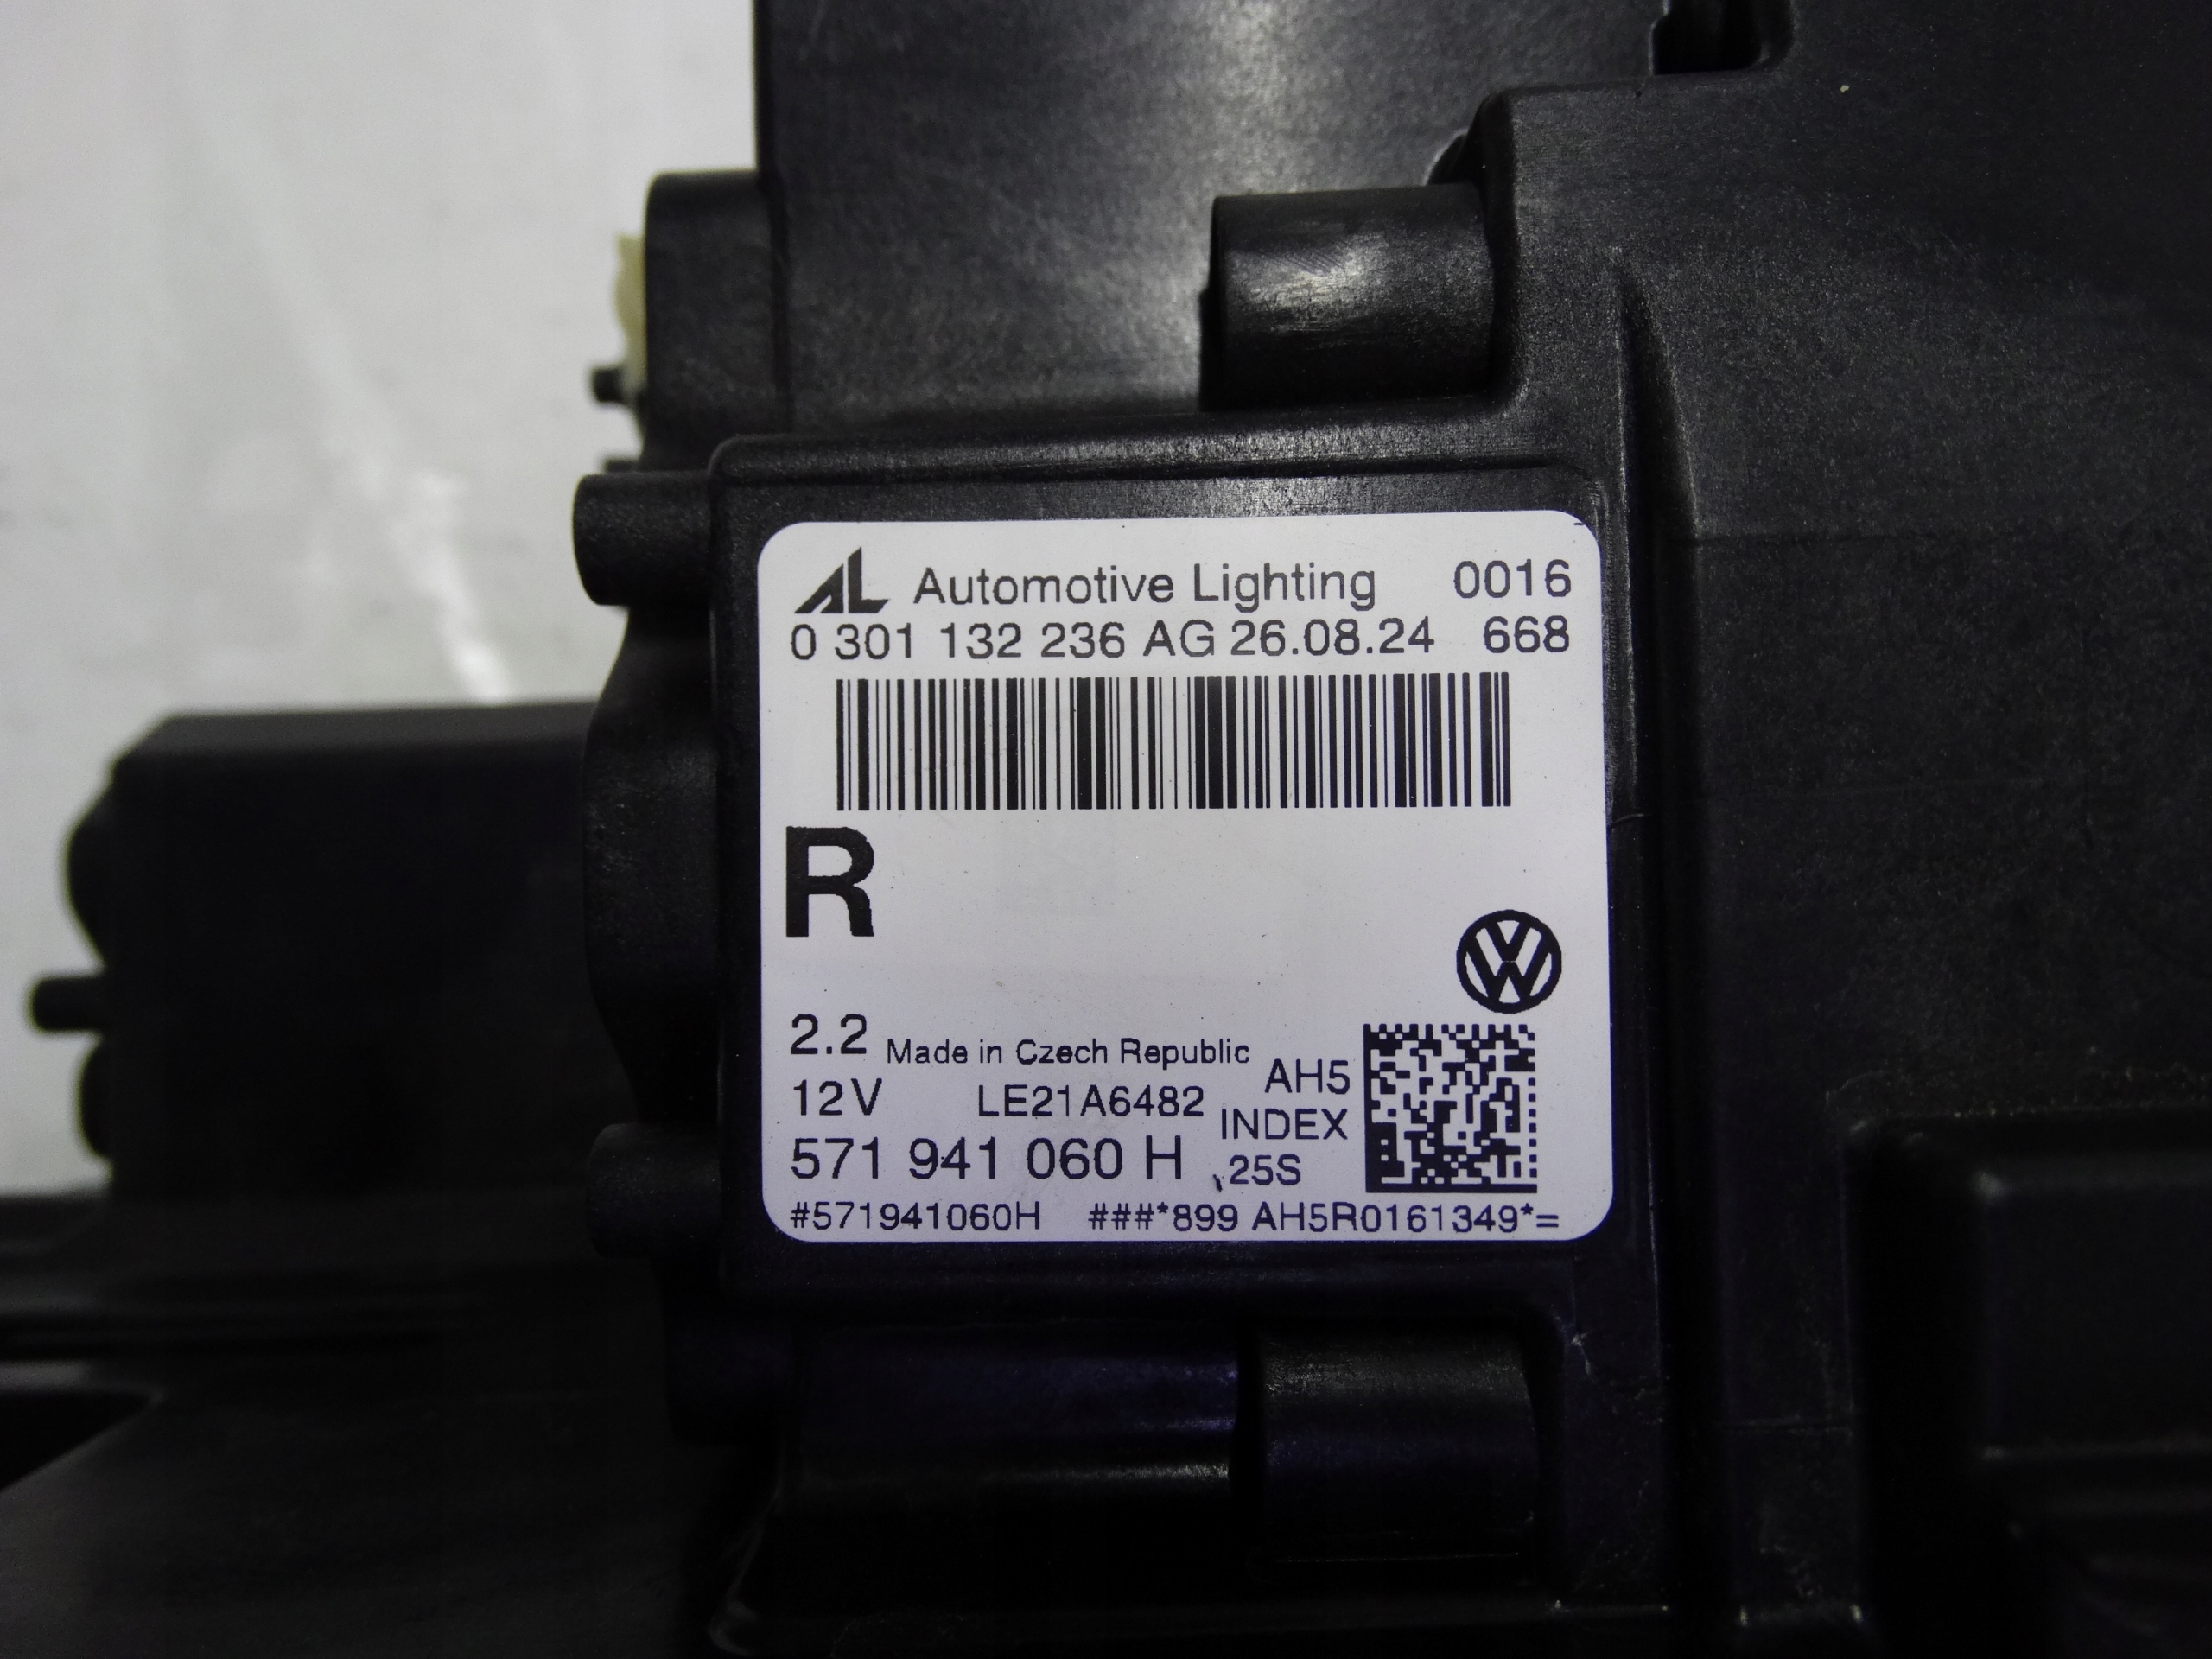 AL Automotive Lighting 0016
0 301 132 236 AG 26.08.24 668
R
2.2 Made in Czech Republic
12V LE21A6482 AH5
571 941 060 H INDEX
.25S
#571941060H ###*899 AH5R0161349*=